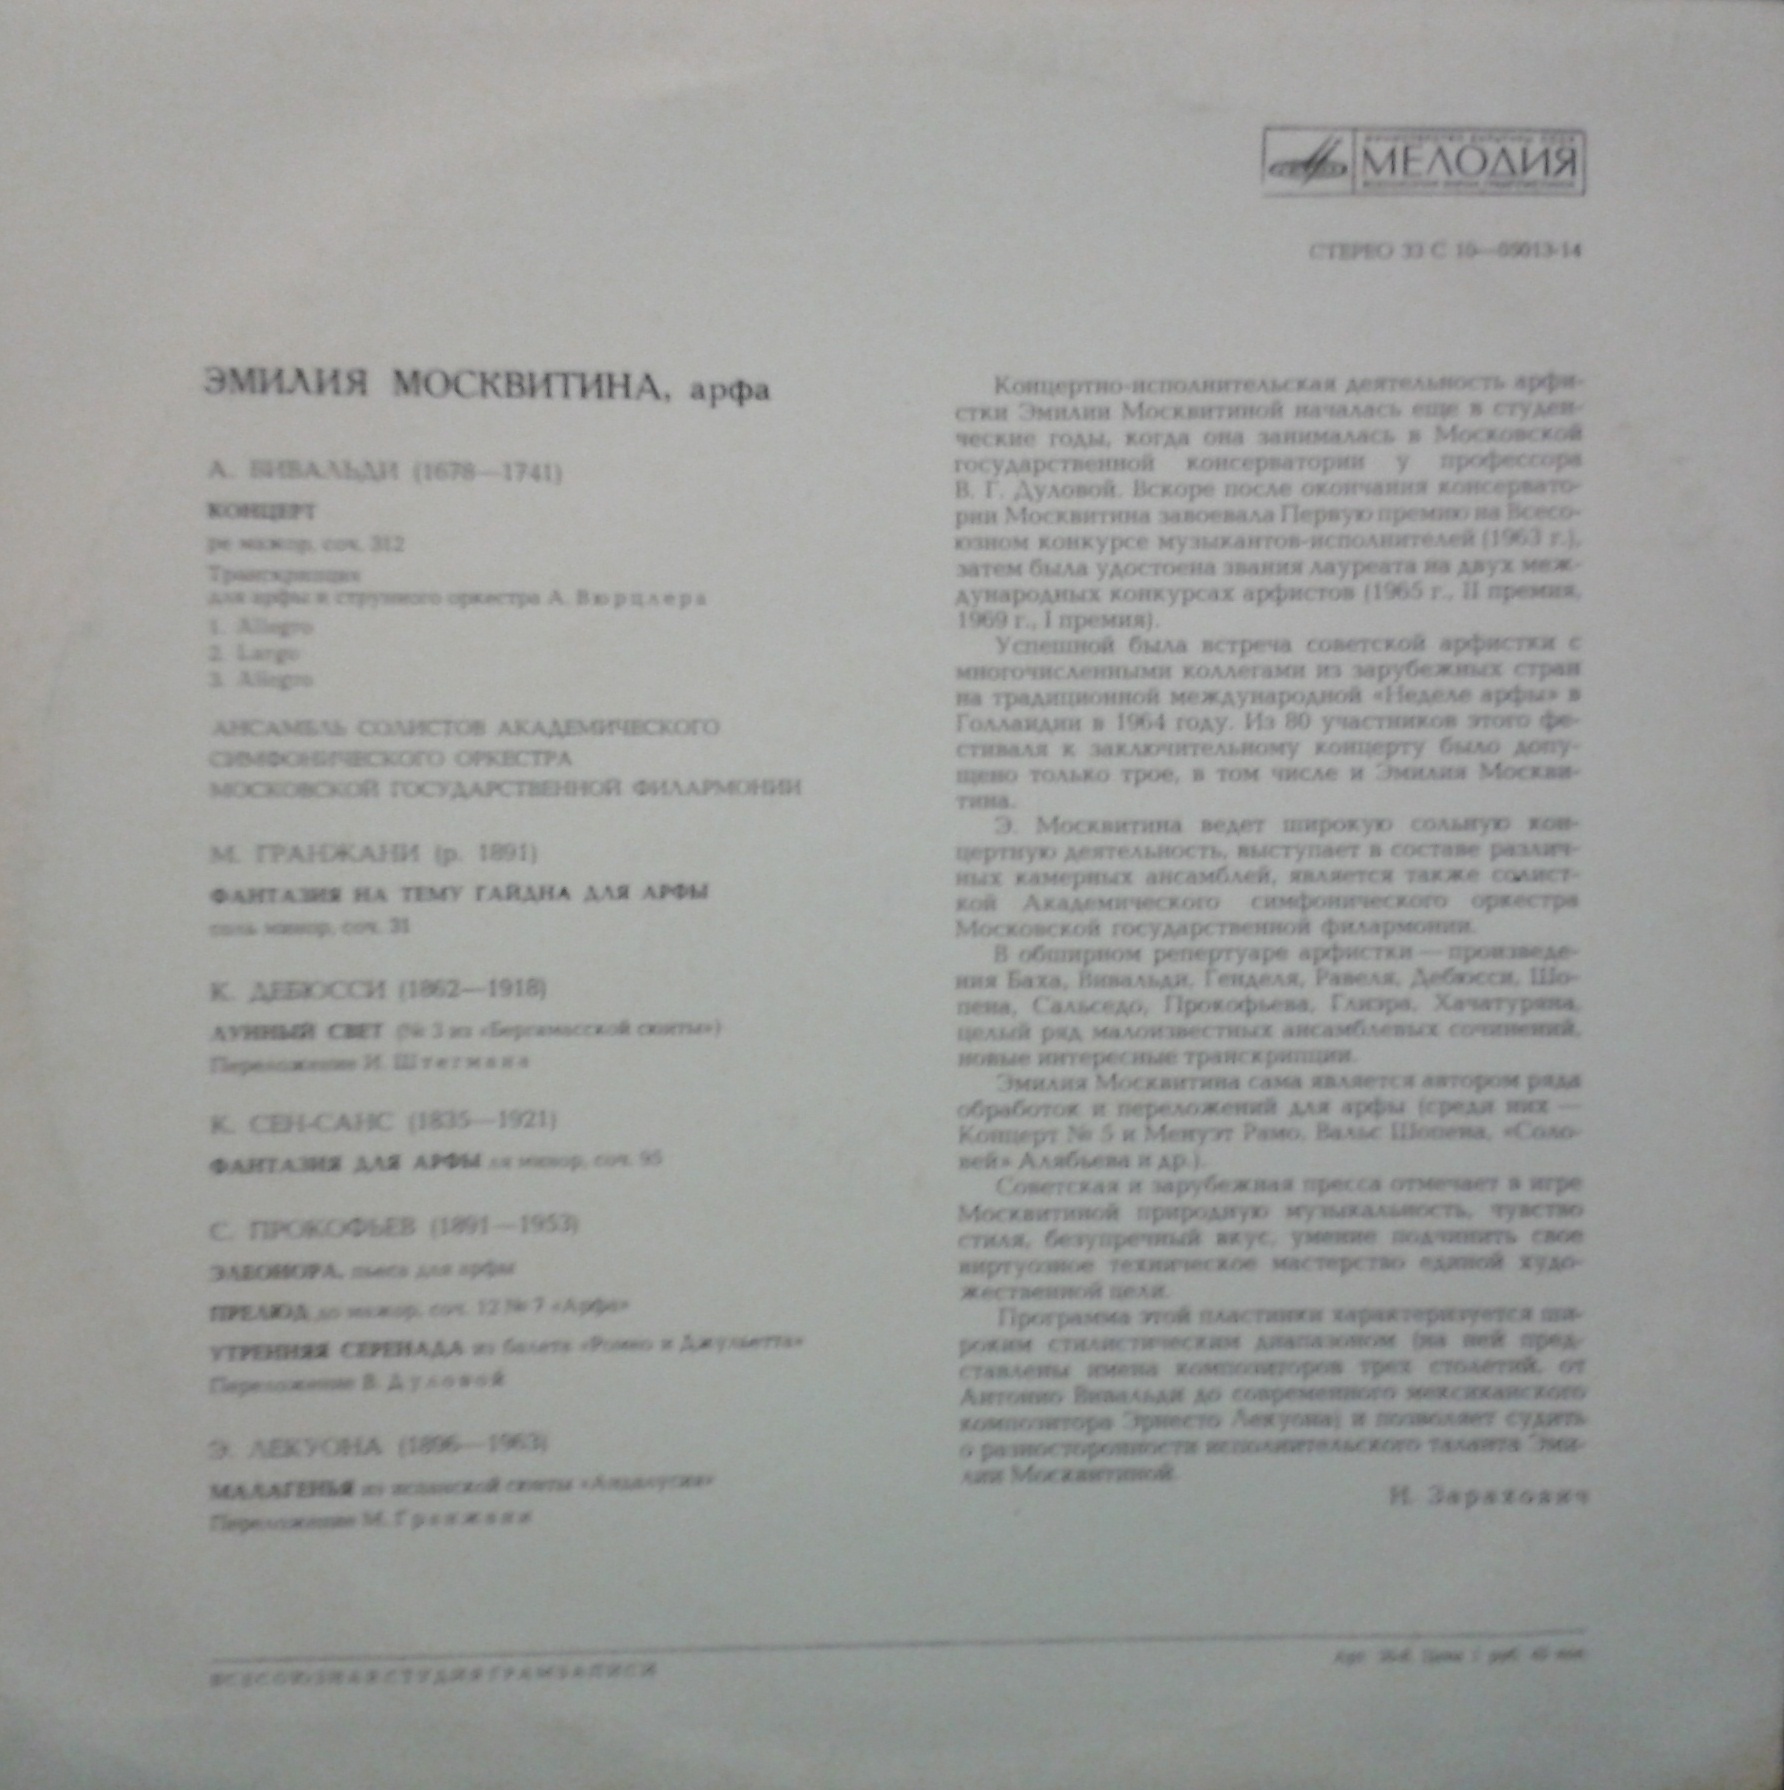 МЕЛОДИЯ
СТЕРЕО 33 С 10—05013-14
ЭМИЛИЯ МОСКВИТИНА, арфа
А. ВИВАЛЬДИ (1678—1741)
КОНЦЕРТ
ре мажор, соч. 312
Транскрипция
для арфы и струнного оркестра А. Вюрцлера
1. Allegro
2. Largo
3. Allegro
АНСАМБЛЬ СОЛИСТОВ АКАДЕМИЧЕСКОГО
СИМФОНИЧЕСКОГО ОРКЕСТРА
МОСКОВСКОЙ ГОСУДАРСТВЕННОЙ ФИЛАРМОНИИ
М. ГРАНЖАНИ (р. 1891)
ФАНТАЗИЯ НА ТЕМУ ГАЙДНА ДЛЯ АРФЫ
соль минор, соч. 31
К. ДЕБЮССИ (1862—1918)
ЛУННЫЙ СВЕТ (№ 3 из «Бергамасской сюиты»)
Переложение И. Штегмана
К. СЕН-САНС (1835—1921)
ФАНТАЗИЯ ДЛЯ АРФЫ ля минор, соч. 95
С. ПРОКОФЬЕВ (1891—1953)
ЭЛЕОНОРА, пьеса для арфы
ПРЕЛЮД до мажор, соч. 12 № 7 «Арфа»
УТРЕННЯЯ СЕРЕНАДА из балета «Ромео и Джульетта»
Переложение В. Дуловой
Э. ЛЕКУОНА (1896—1963)
МАЛАГЕНЬЯ из испанской сюиты «Андалусия»
Переложение М. Гранжани
Концертно-исполнительская деятельность арфи-
стки Эмилии Москвитиной началась еще в студен-
ческие годы, когда она занималась в Московской
государственной консерватории у профессора
В. Г. Дуловой. Вскоре после окончания консервато-
рии Москвитина завоевала Первую премию на Всесо-
юзном конкурсе музыкантов-исполнителей (1963 г.),
затем была удостоена звания лауреата на двух меж-
дународных конкурсах арфистов (1965 г., II премия,
1969 г., I премия).
Успешной была встреча советской арфистки с
многочисленными коллегами из зарубежных стран
на традиционной международной «Неделе арфы» в
Голландии в 1964 году. Из 80 участников этого фе-
стиваля к заключительному концерту было допу-
щено только трое, в том числе и Эмилия Москви-
тина.
Э. Москвитина ведет широкую сольную кон-
цертную деятельность, выступает в составе различ-
ных камерных ансамблей, является также солист-
кой Академического симфонического оркестра
Московской государственной филармонии.
В обширном репертуаре арфистки — произведе-
ния Баха, Вивальди, Генделя, Равеля, Дебюсси, Шо-
пена, Сальседо, Прокофьева, Глиэра, Хачатуряна,
целый ряд малоизвестных ансамблевых сочинений,
новые интересные транскрипции.
Эмилия Москвитина сама является автором ряда
обработок и переложений для арфы (среди них —
Концерт № 5 и Менуэт Рамо, Вальс Шопена, «Соло-
вей» Алябьева и др.).
Советская и зарубежная пресса отмечает в игре
Москвитиной природную музыкальность, чувство
стиля, безупречный вкус, умение подчинить свое
виртуозное техническое мастерство единой худо-
жественной цели.
Программа этой пластинки характеризуется ши-
роким стилистическим диапазоном (на ней пред-
ставлены имена композиторов трех столетий, от
Антонио Вивальди до современного мексиканского
композитора Эрнесто Лекуона) и позволяет судить
о разносторонности исполнительского таланта Эми-
лии Москвитиной.
Н. Зарахович
ВСЕСОЮЗНАЯ СТУДИЯ ГРАМЗАПИСИ
Цена 1 руб. 45 коп.